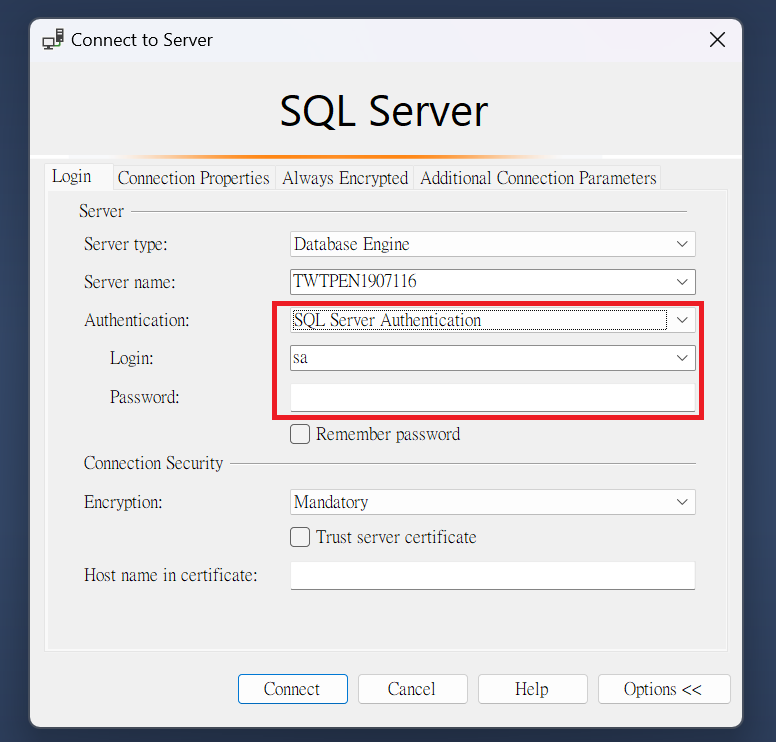 Connect to Server
SQL Server
Login Connection Properties Always Encrypted Additional Connection Parameters
Server
Server type: Database Engine
Server name: TWTPEN1907116
Authentication: SQL Server Authentication
Login: sa
Password:
Remember password
Connection Security
Encryption: Mandatory
Trust server certificate
Host name in certificate:
Connect Cancel Help Options <<